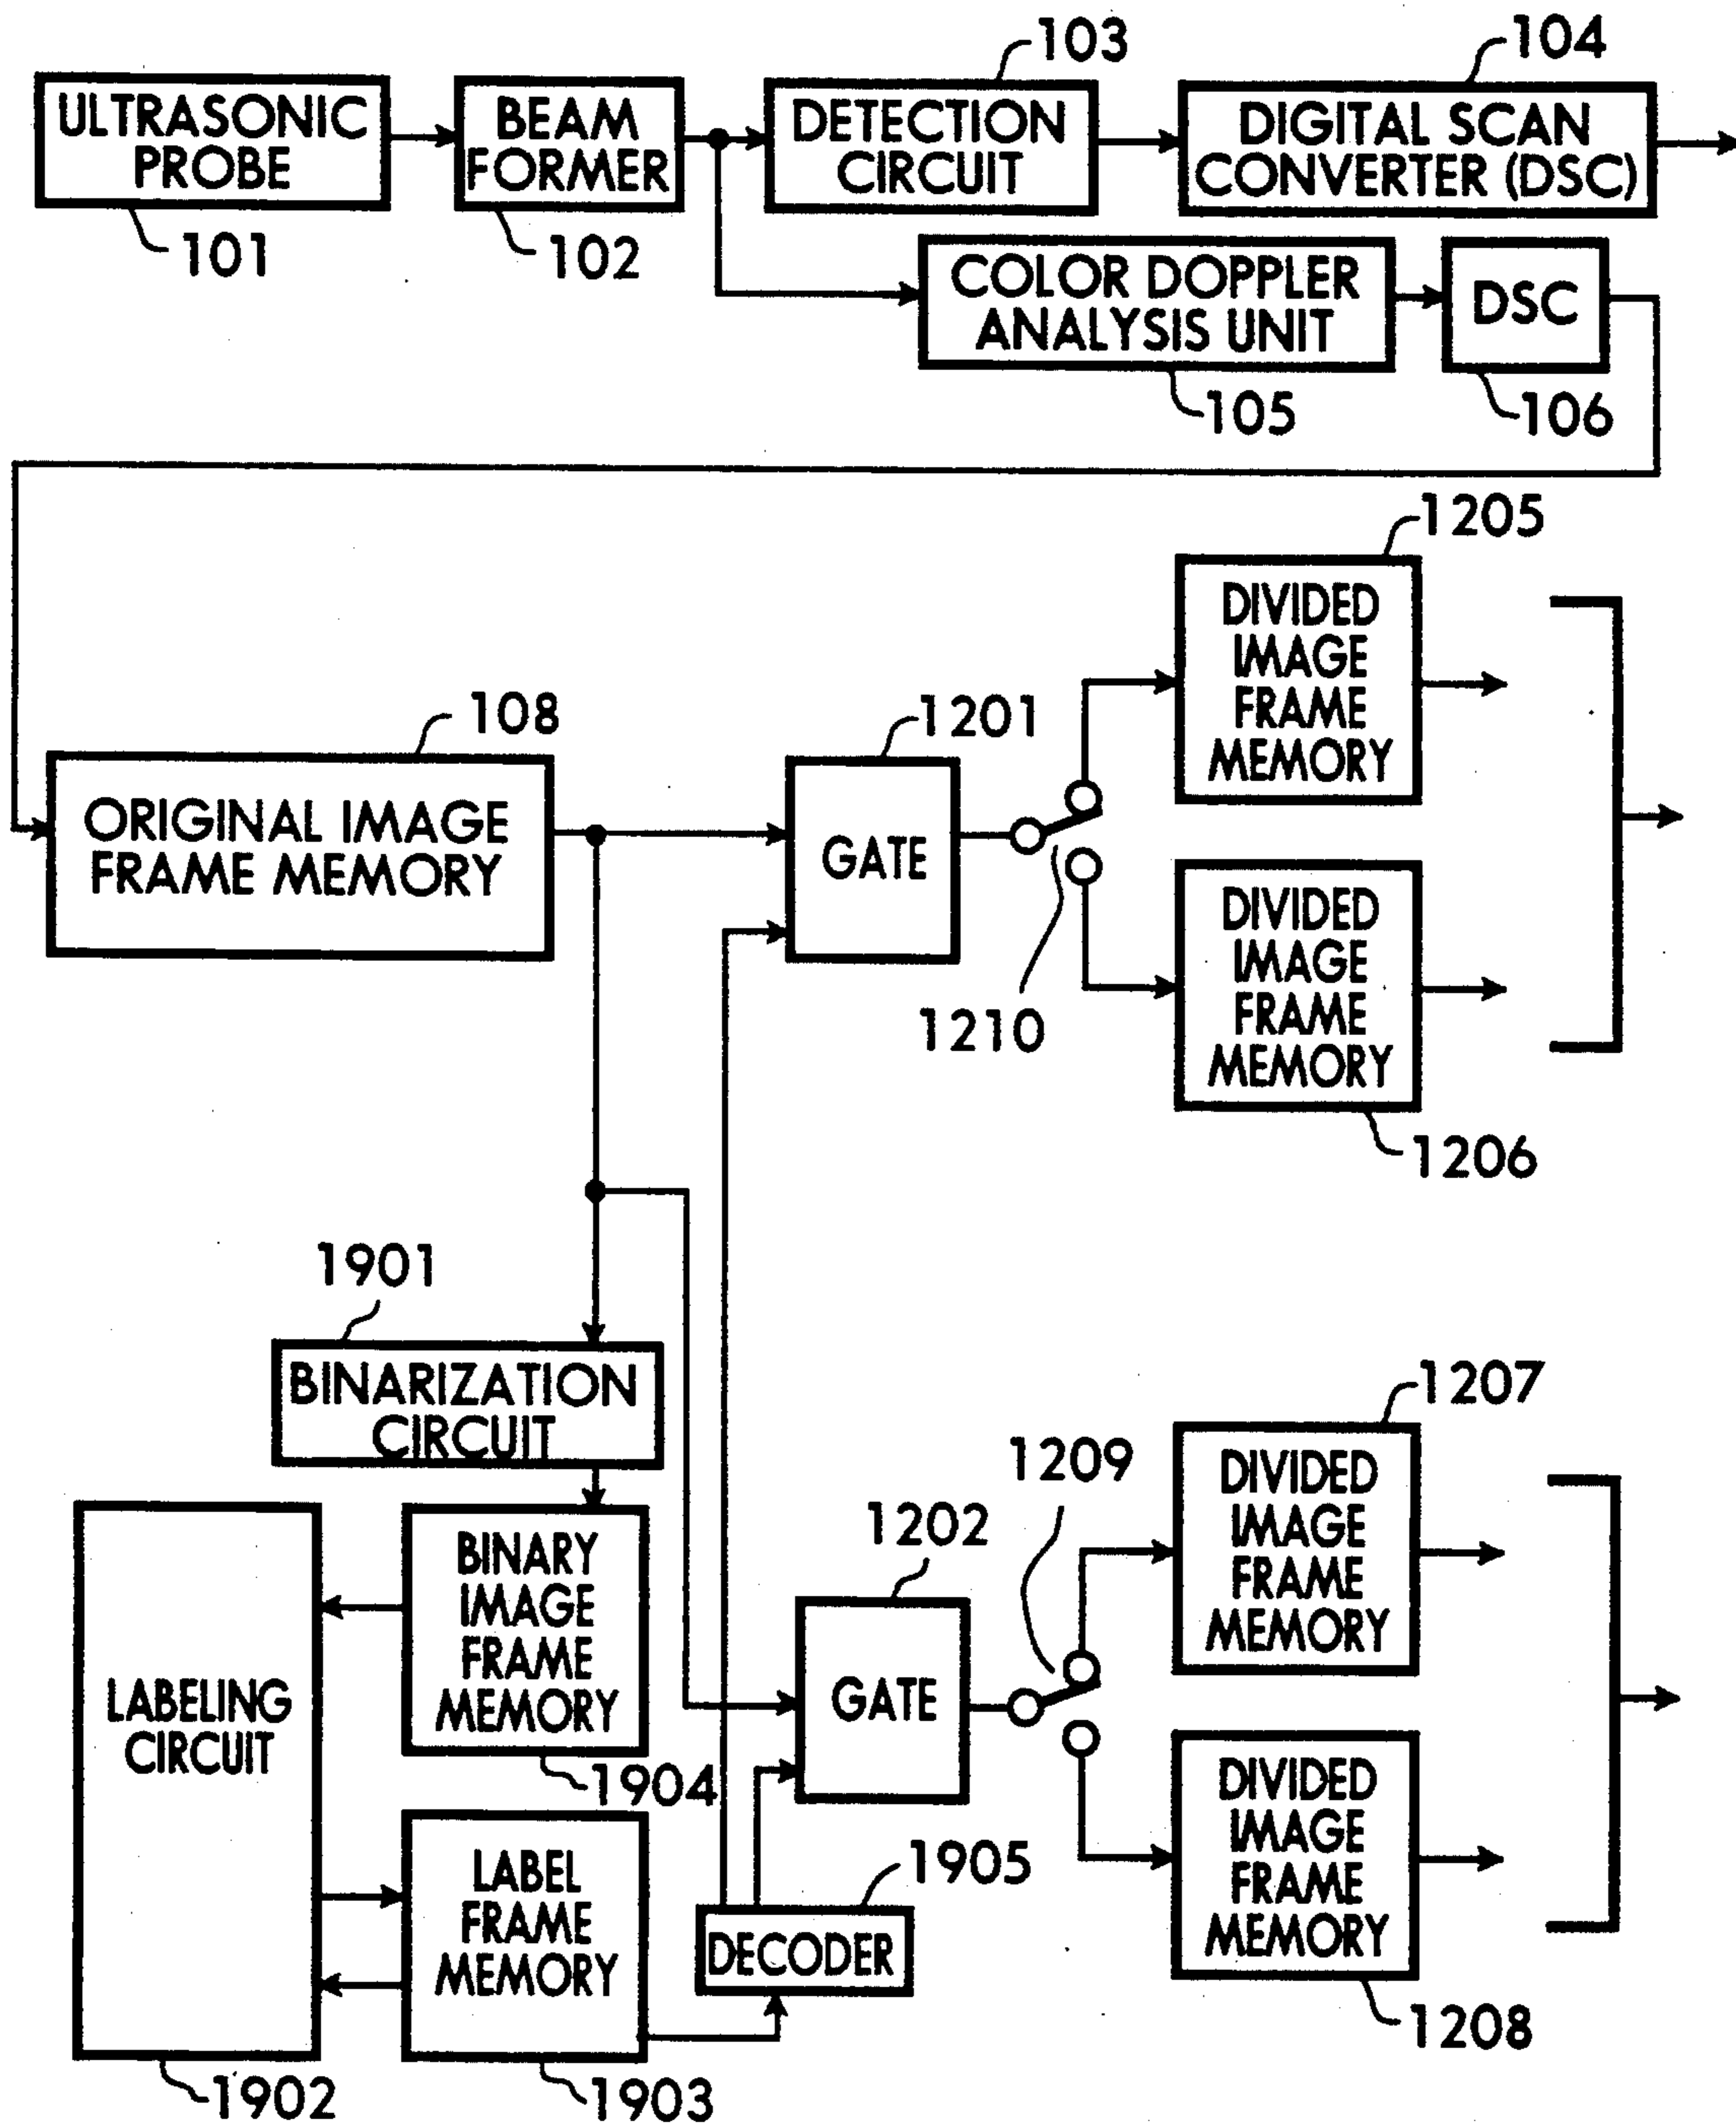 103
104
ULTRASONIC
PROBE
BEAM
FORMER
DETECTION
CIRCUIT
DIGITAL SCAN
CONVERTER (DSC)
101
102
COLOR DOPPLER
ANALYSIS UNIT
DSC
105
106
1205
DIVIDED
IMAGE
FRAME
MEMORY
108
1201
ORIGINAL IMAGE
FRAME MEMORY
GATE
DIVIDED
IMAGE
FRAME
MEMORY
1210
1206
1901
BINARIZATION
CIRCUIT
1207
1209
DIVIDED
IMAGE
FRAME
MEMORY
1202
BINARY
IMAGE
FRAME
MEMORY
LABELING
CIRCUIT
GATE
1904
DIVIDED
IMAGE
FRAME
MEMORY
1905
LABEL
FRAME
MEMORY
DECODER
1208
1902
1903